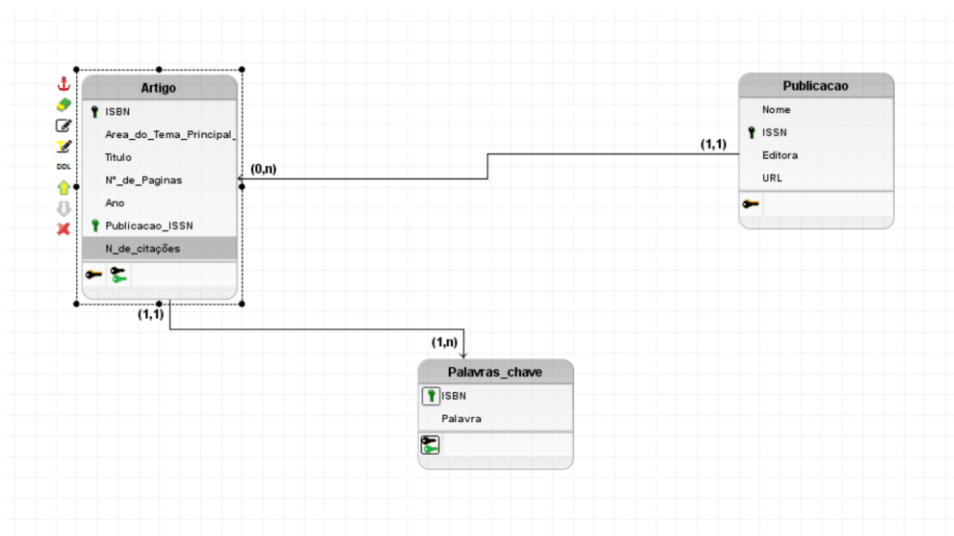 Artigo
ISBN
Area_do_Tema_Principal_
Titulo
N°_de_Paginas
Ano
Publicacao_ISSN
N_de_citações
DDL
(0,n)
(1,1)
Publicacao
Nome
ISSN
Editora
URL
(1,1)
(1,n)
Palavras_chave
ISBN
Palavra